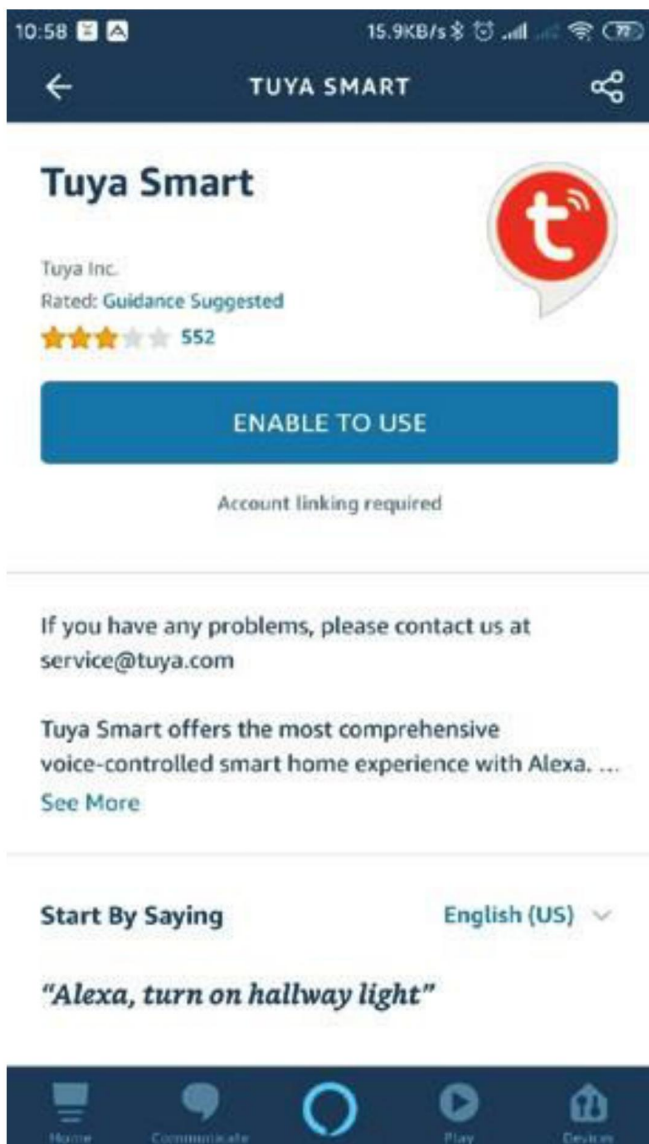 10:58 15.9KB/s 77
TUYA SMART
Tuya Smart
t
Tuya Inc.
Rated: Guidance Suggested
552
ENABLE TO USE
Account linking required
If you have any problems, please contact us at
service@tuya.com
Tuya Smart offers the most comprehensive
voice-controlled smart home experience with Alexa. ...
See More
Start By Saying English (US)
“Alexa, turn on hallway light”
Home Communicate Play Devices